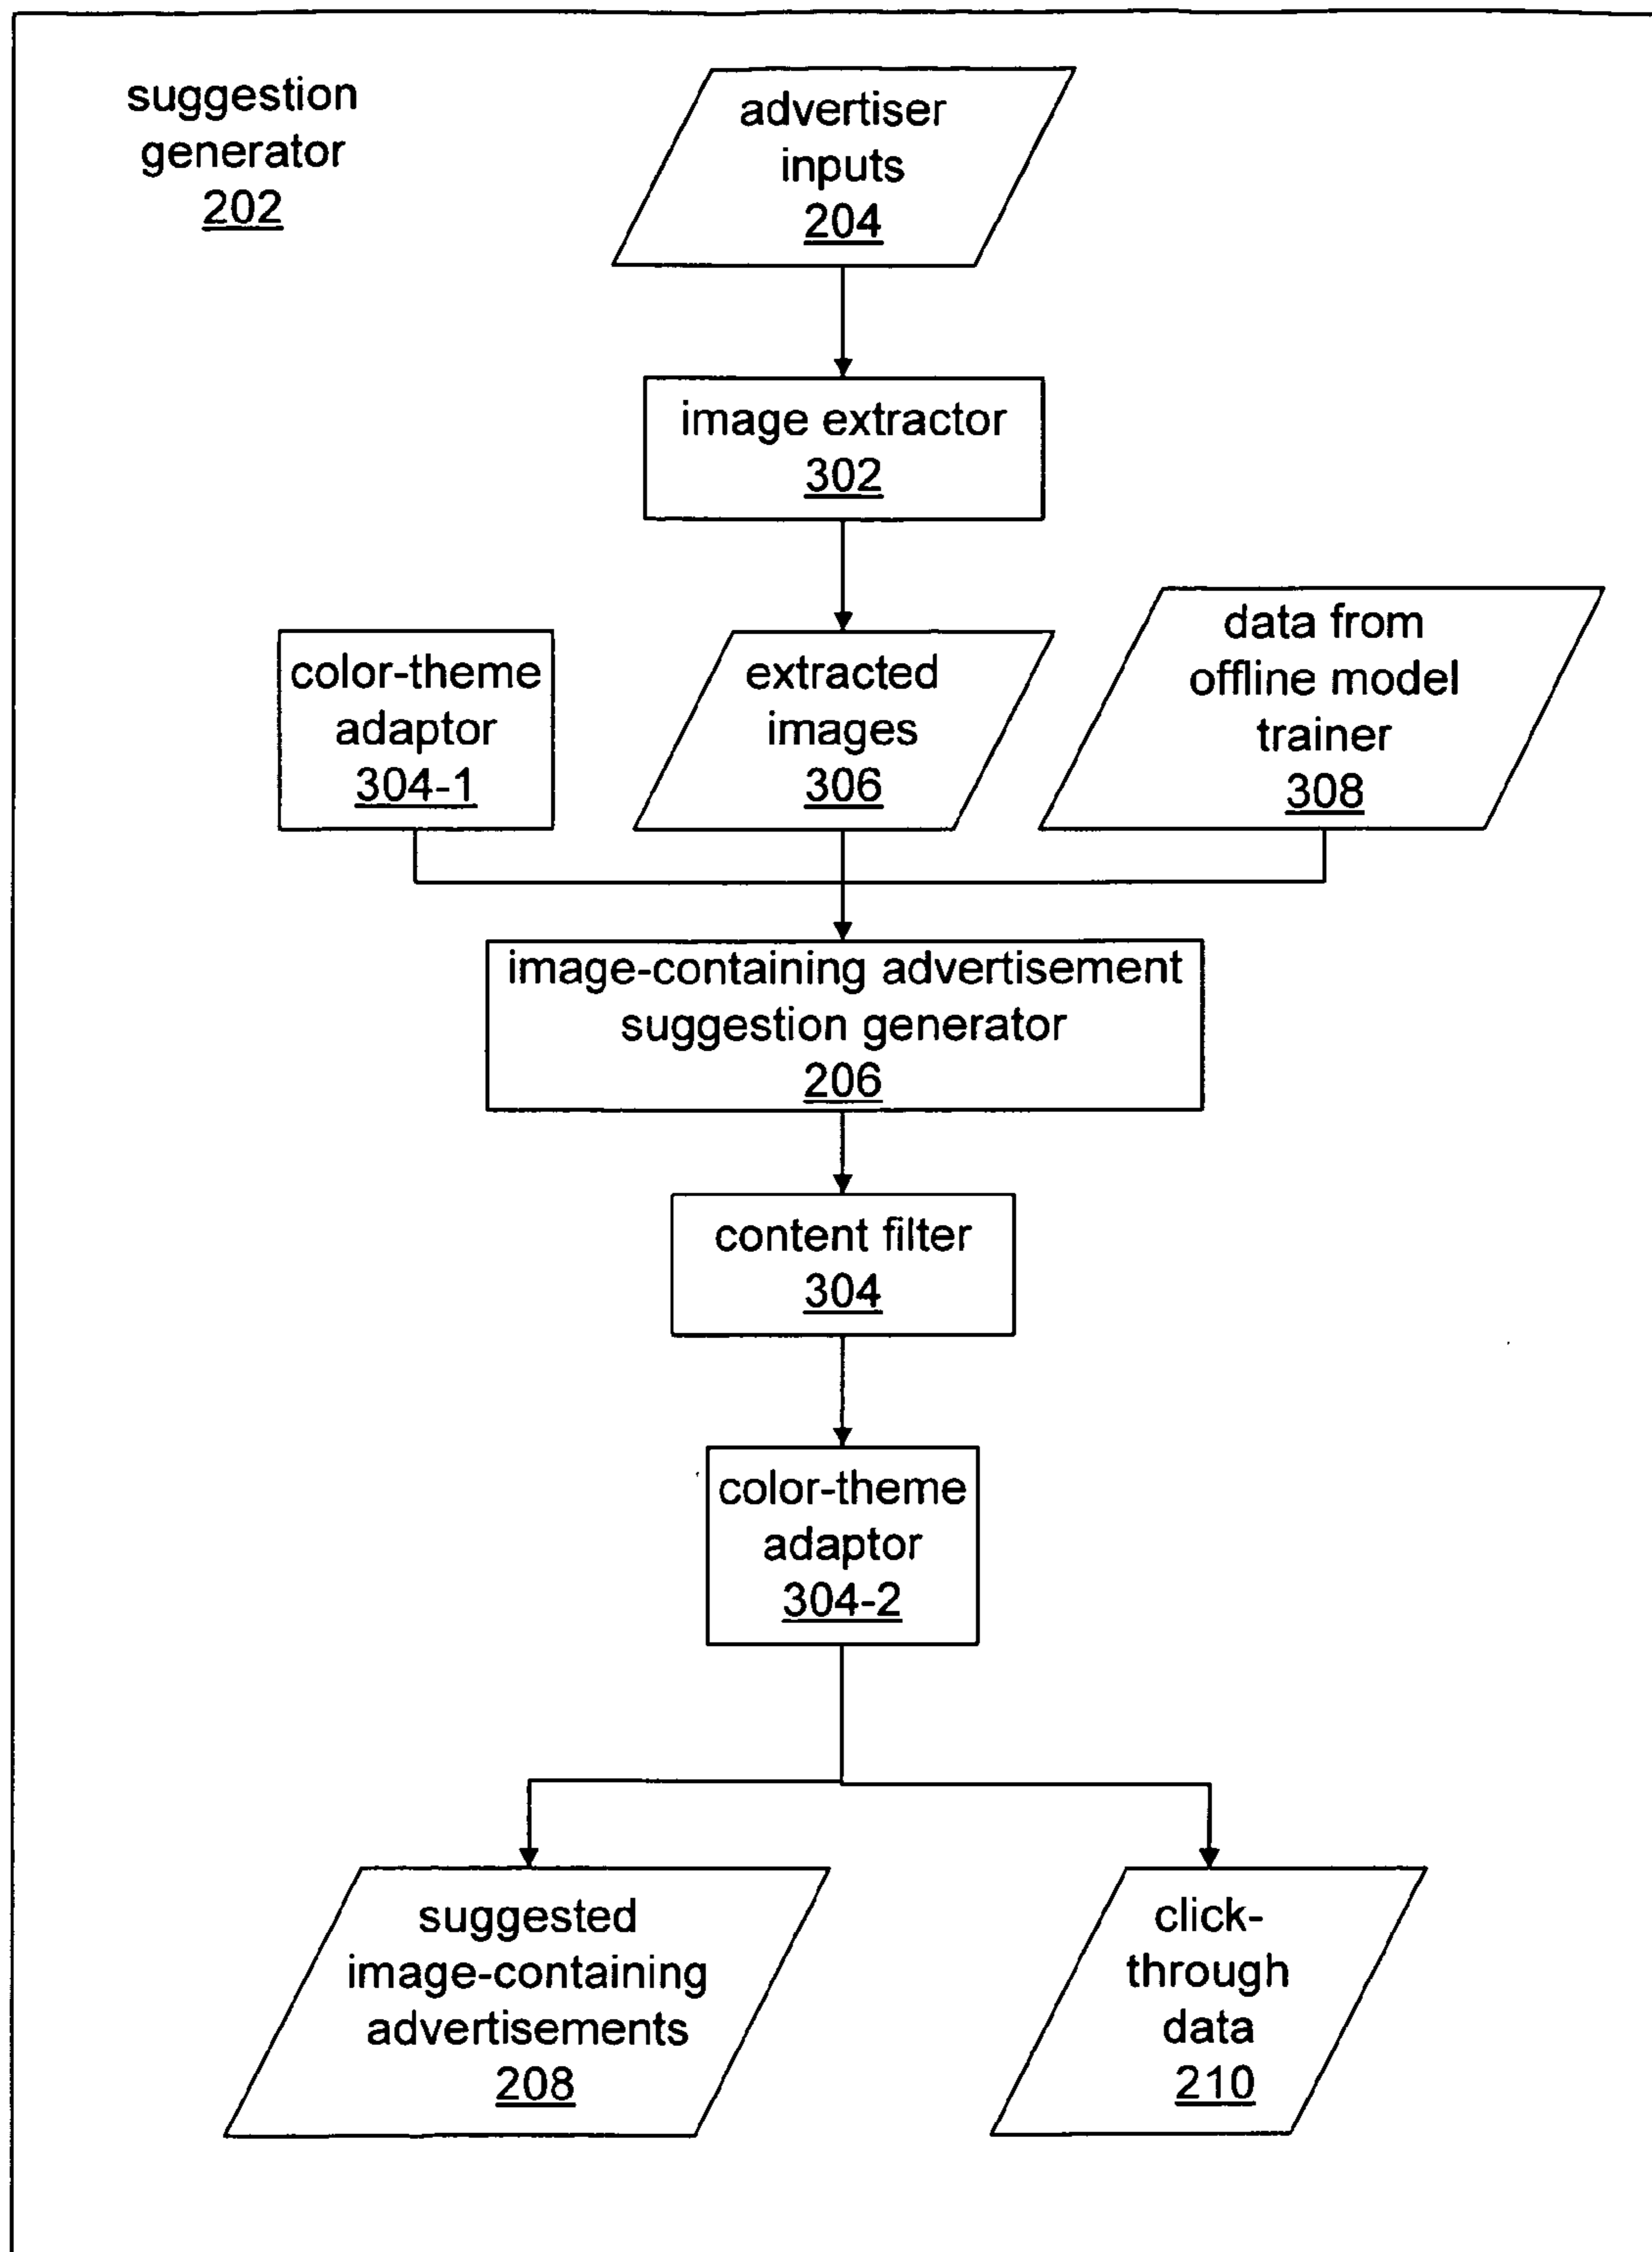 suggestion
generator
202
advertiser
inputs
204
image extractor
302
color-theme
adaptor
304-1
extracted
images
306
data from
offline model
trainer
308
image-containing advertisement
suggestion generator
206
content filter
304
color-theme
adaptor
304-2
suggested
image-containing
advertisements
208
click-
through
data
210